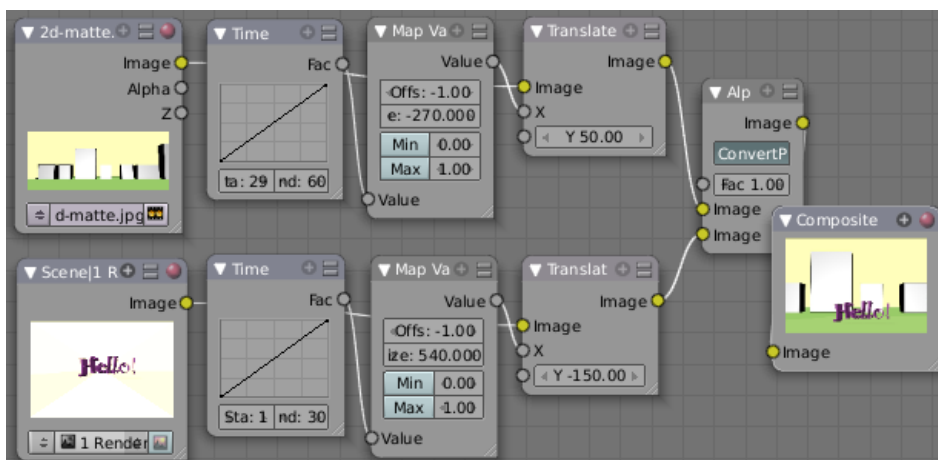 2d-matte.
Image
Alpha
Z
d-matte.jpg
Time
Fac
ta: 29
nd: 60
Map Va
Value
Offs: -1.00
e: -270.000
Min 0.00
Max 1.00
Value
Translate
Image
Image
X
Y 50.00
Alp
Image
ConvertP
Fac 1.00
Image
Image
Composite
Hello!
Image
Scene|1 R
Image
Hello!
1 Render
Time
Fac
Sta: 1
nd: 30
Map Va
Value
Offs: -1.00
ize: 540.000
Min 0.00
Max 1.00
Value
Translat
Image
Image
X
Y -150.00